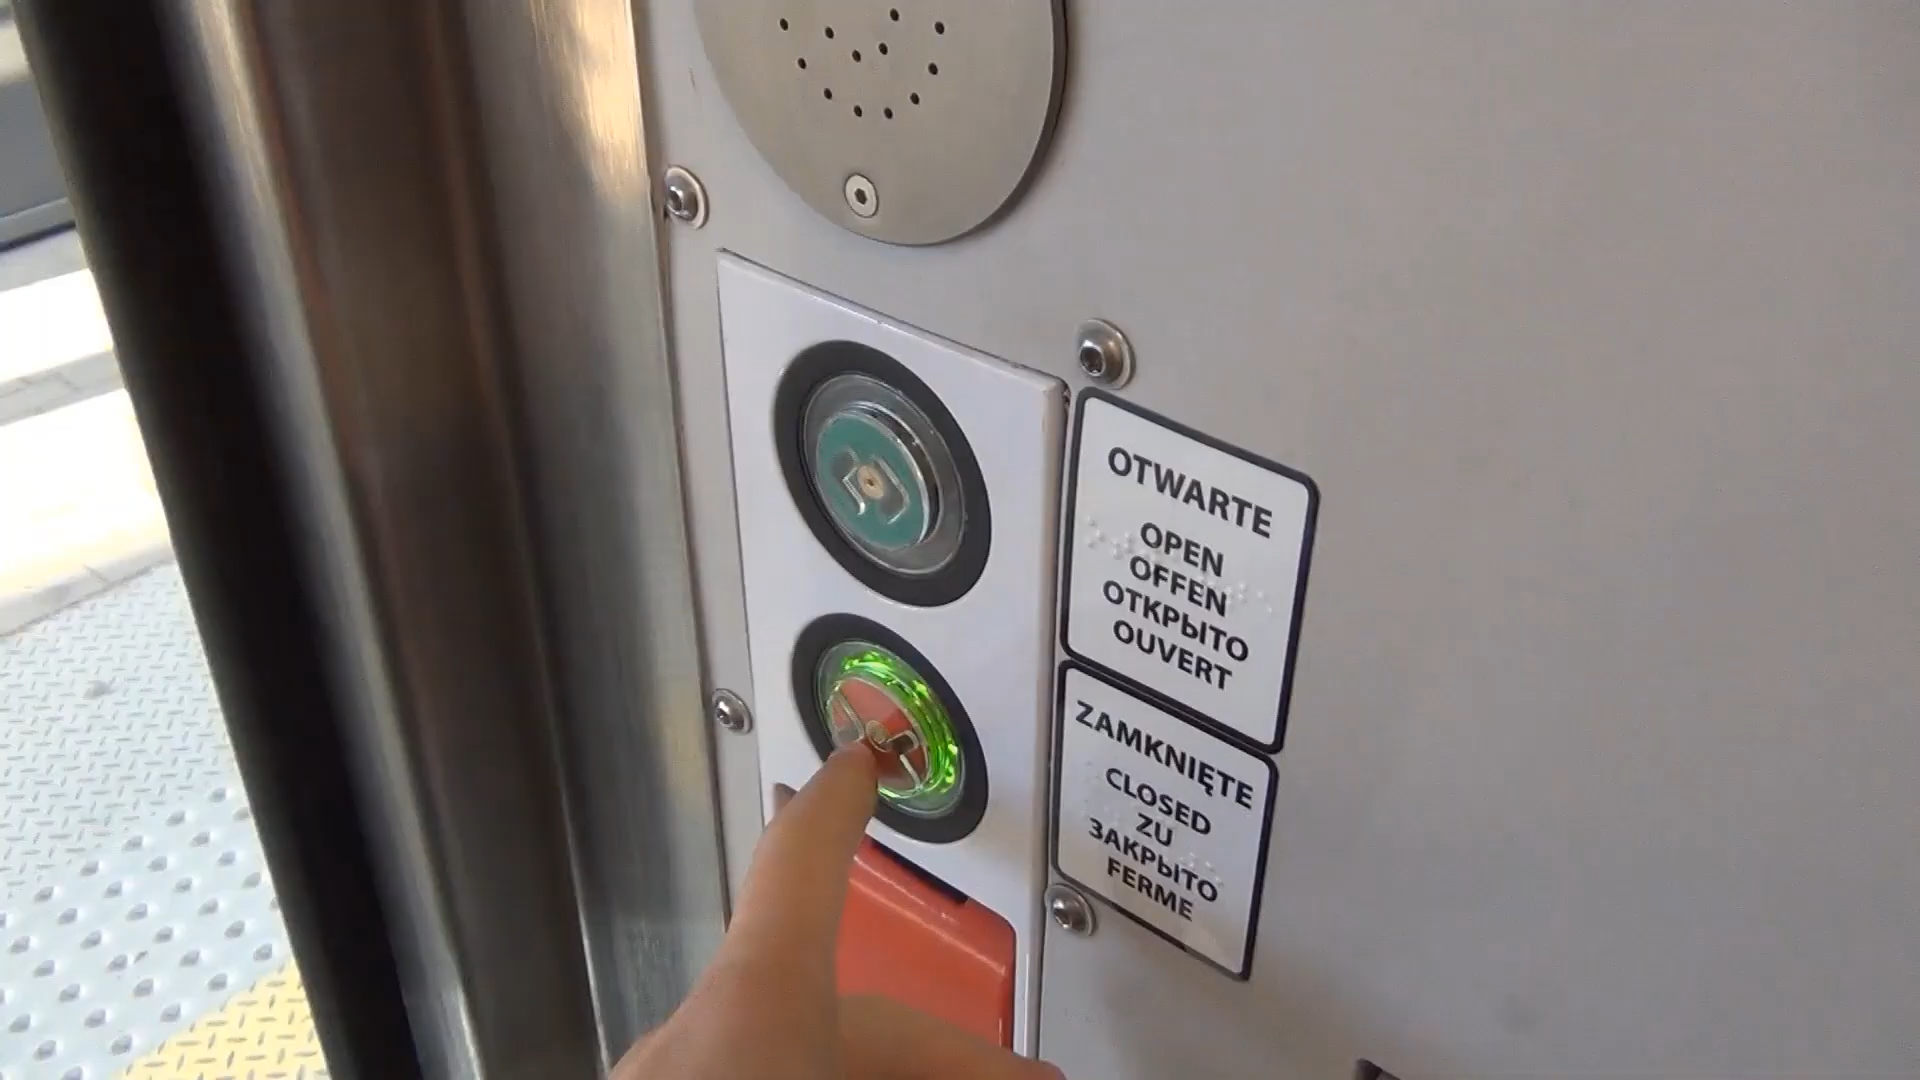 OTWARTE
OPEN
OFFEN
ОТКРЫТО
OUVERT
ZAMKNIĘTE
CLOSED
ZU
ЗАКРЫТО
FERME